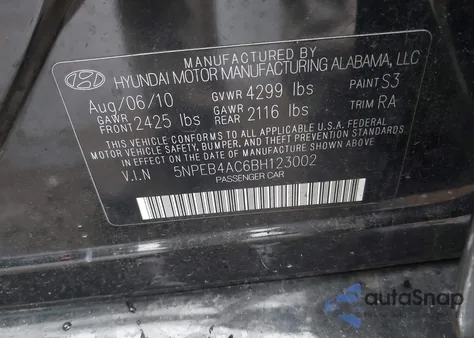 MANUFACTURED BY
HYUNDAI MOTOR MANUFACTURING ALABAMA, LLC
Aug/06/10 GVWR 4299 lbs PAINT S3
GAWR FRONT 2425 lbs GAWR REAR 2116 lbs TRIM RA
THIS VEHICLE CONFORMS TO ALL APPLICABLE U.S.A. FEDERAL
MOTOR VEHICLE SAFETY, BUMPER, AND THEFT PREVENTION STANDARDS
IN EFFECT ON THE DATE OF MANUFACTURE SHOWN ABOVE
V.I.N 5NPEB4AC6BH123002
PASSENGER CAR
autaSnap